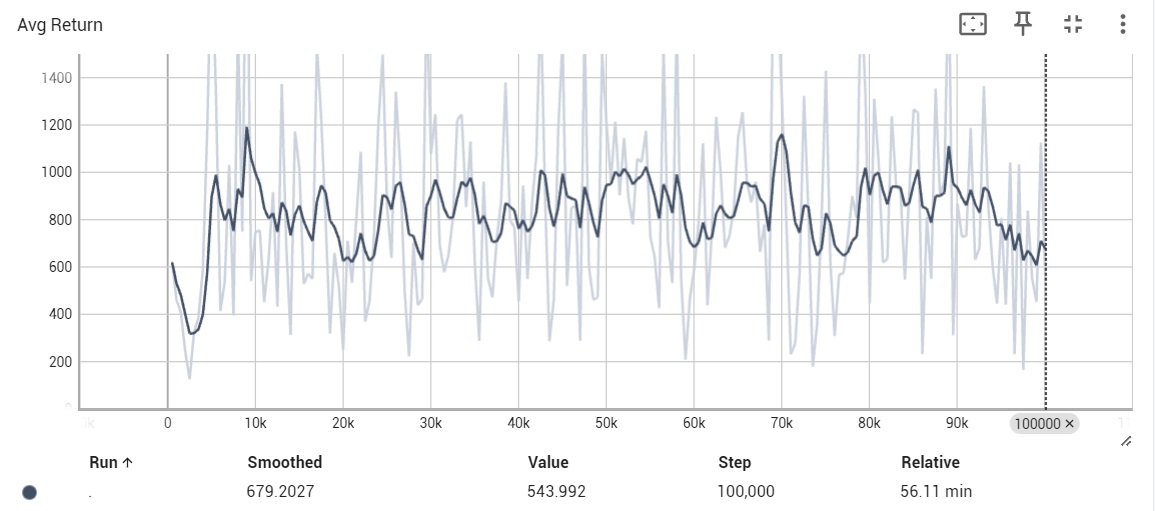 Avg Return
1400
1200
1000
800
600
400
200
0 10k 20k 30k 40k 50k 60k 70k 80k 90k 100000 ✕
Run ↑ Smoothed Value Step Relative
. 679.2027 543.992 100,000 56.11 min